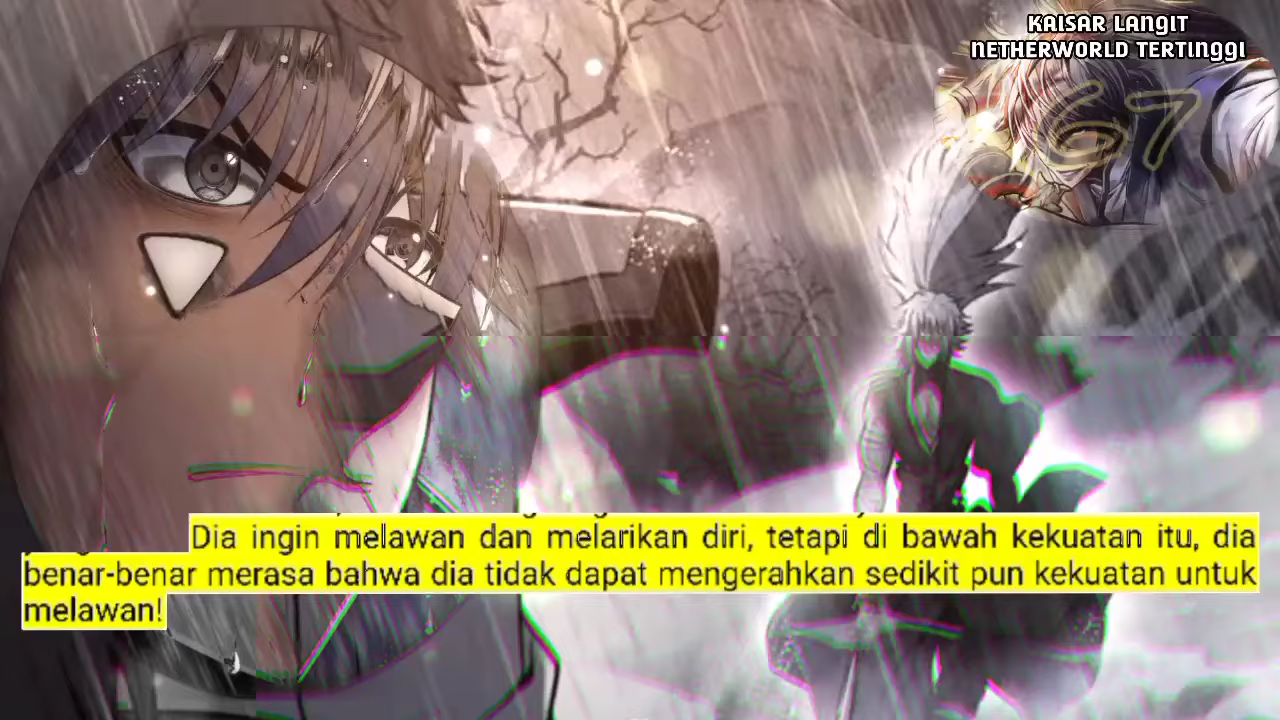 KAISAR LANGIT
NETHERWORLD TERTINGGI
67
Dia ingin melawan dan melarikan diri, tetapi di bawah kekuatan itu, dia
benar-benar merasa bahwa dia tidak dapat mengerahkan sedikit pun kekuatan untuk
melawan!